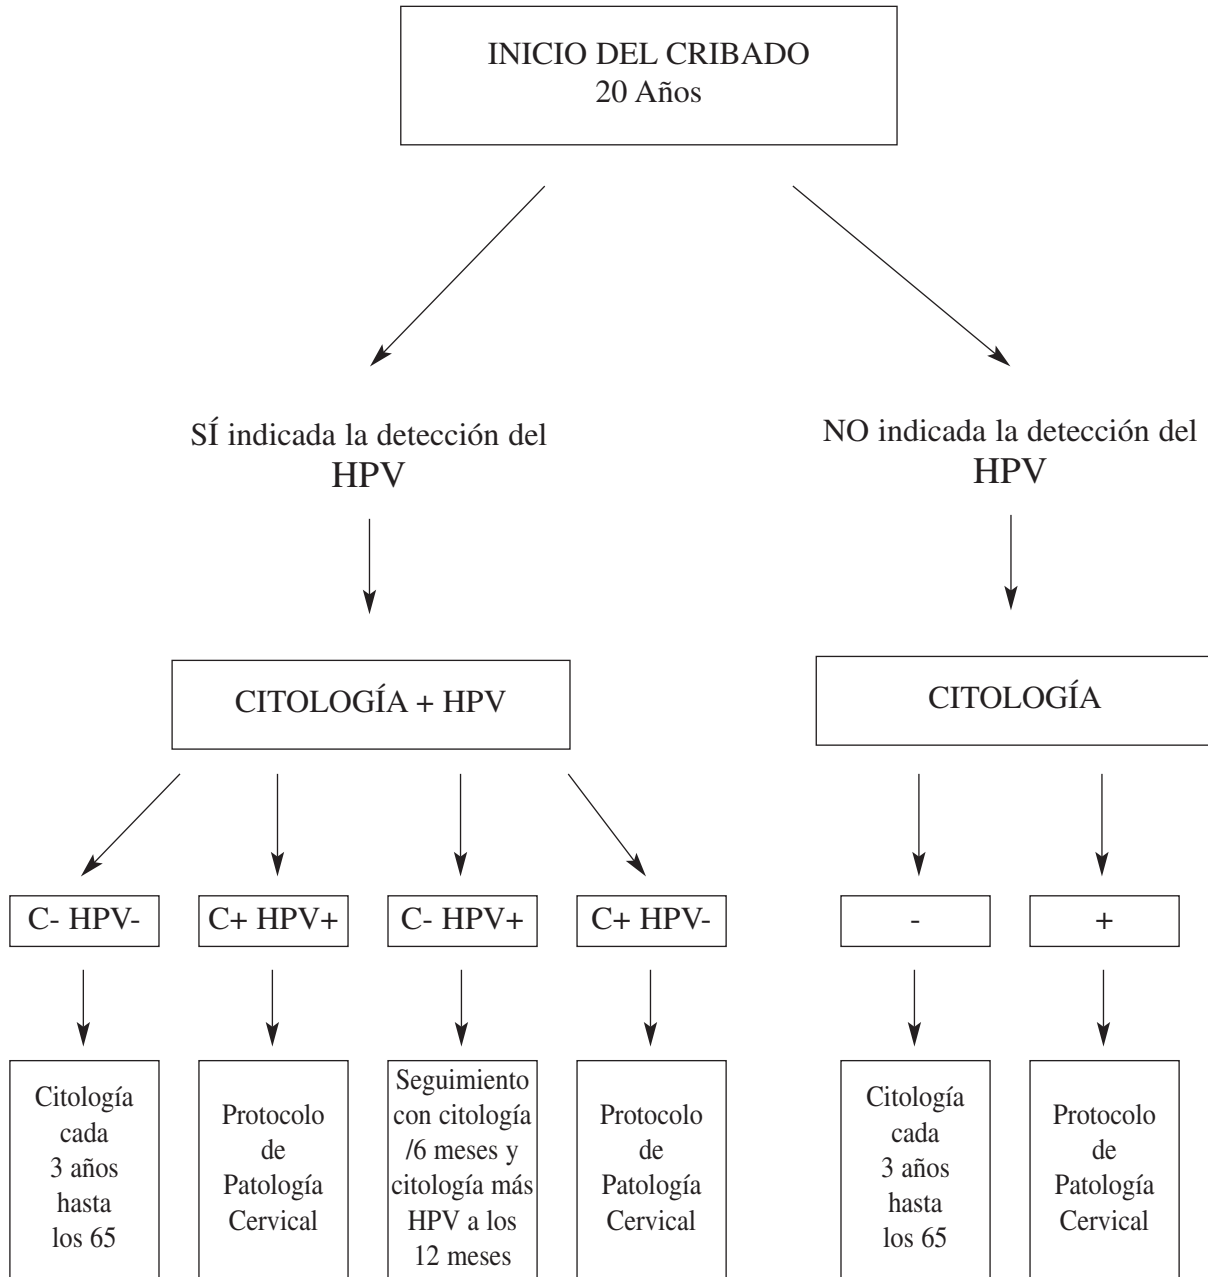 INICIO DEL CRIBADO
20 Años
SÍ indicada la detección del
HPV
NO indicada la detección del
HPV
CITOLOGÍA + HPV
CITOLOGÍA
C- HPV-
C+ HPV+
C- HPV+
C+ HPV-
-
+
Citología
cada
3 años
hasta
los 65
Protocolo
de
Patología
Cervical
Seguimiento
con citología
/6 meses y
citología más
HPV a los
12 meses
Protocolo
de
Patología
Cervical
Citología
cada
3 años
hasta
los 65
Protocolo
de
Patología
Cervical